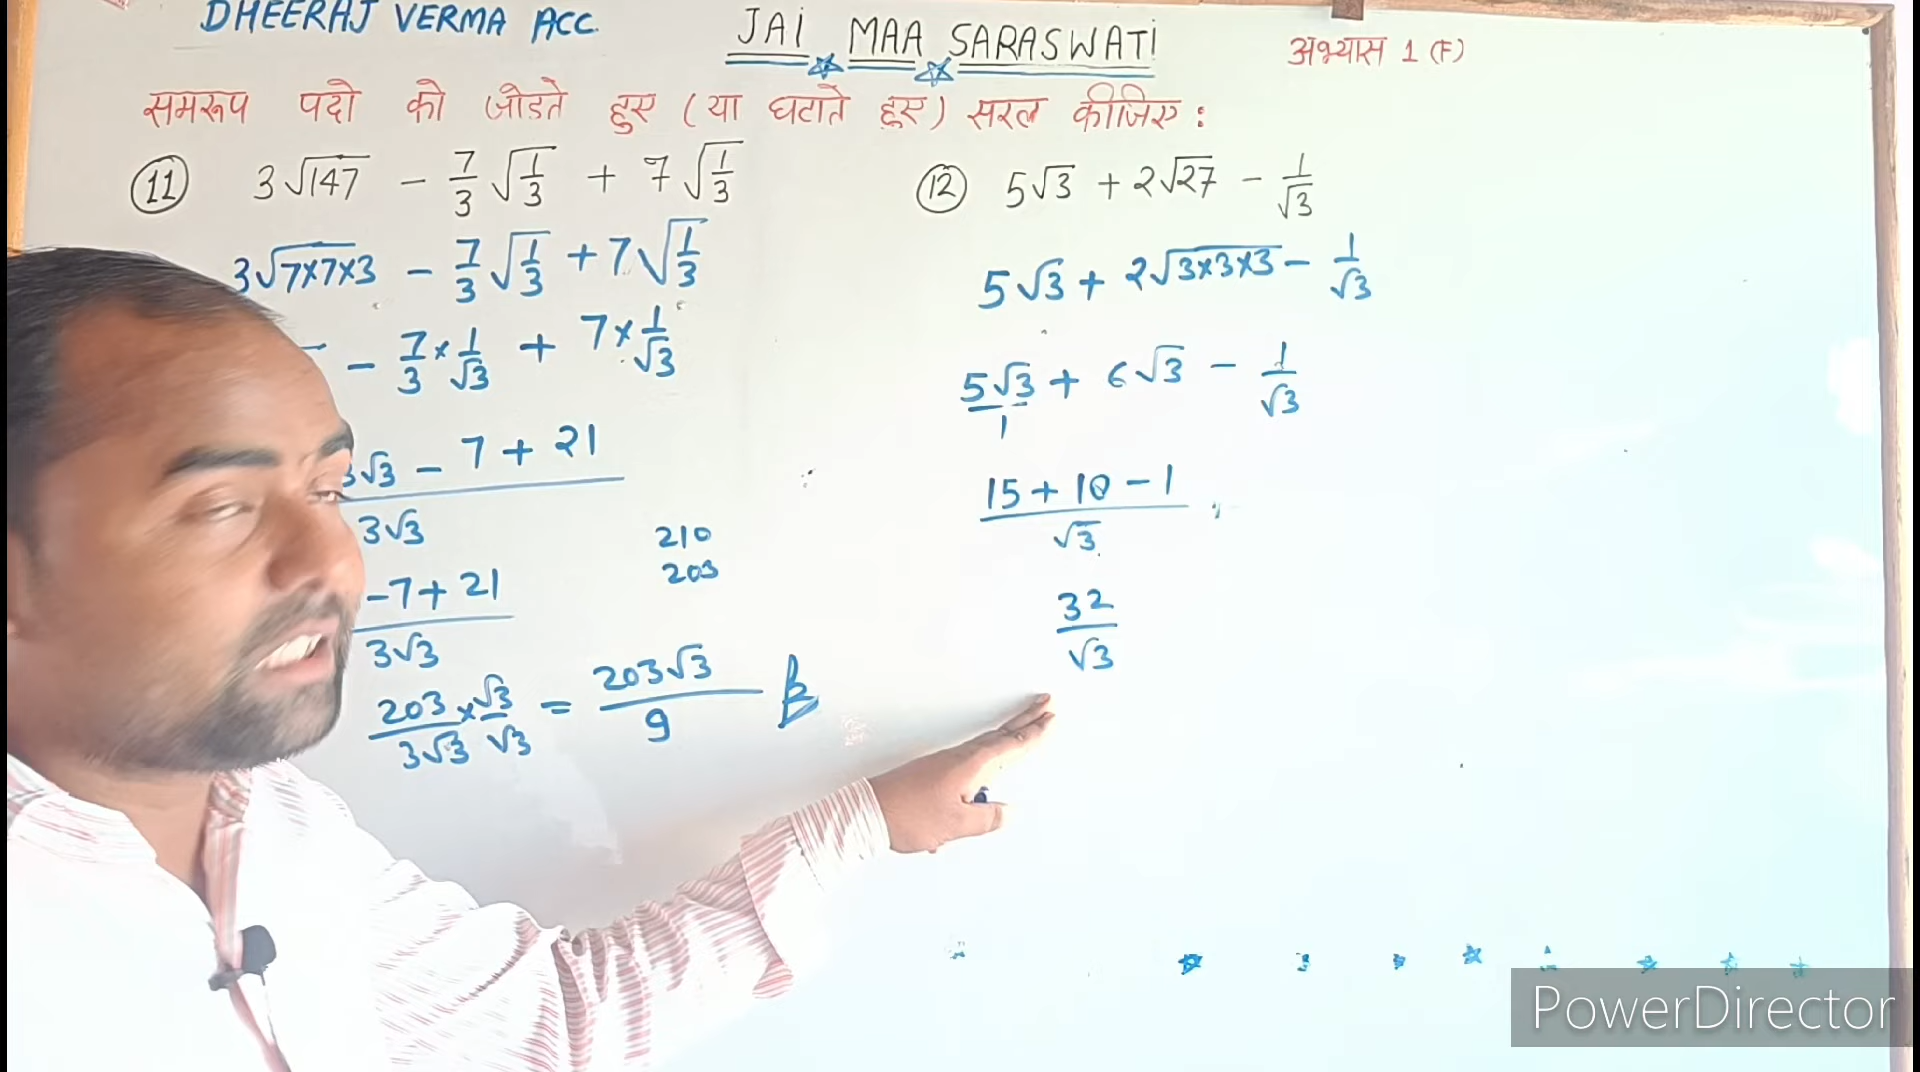 DHEERAJ VERMA ACC.
JAI MAA SARASWATI
अभ्यास 1 (F)
समरूप पदो को जोडते हुए (या घटाते हुए) सरल कीजिए :
(11) 3√147 - 7/3 √1/3 + 7√1/3
3√7×7×3 - 7/3 √1/3 + 7√1/3
- 7/3 × 1/√3 + 7 × 1/√3
3√3 - 7 + 21 / 3√3
210
203
-7 + 21 / 3√3
203/3√3 × √3/√3 = 203√3/9
(12) 5√3 + 2√27 - 1/√3
5√3 + 2√3×3×3 - 1/√3
5√3/1 + 6√3 - 1/√3
15 + 18 - 1 / √3
32/√3
PowerDirector